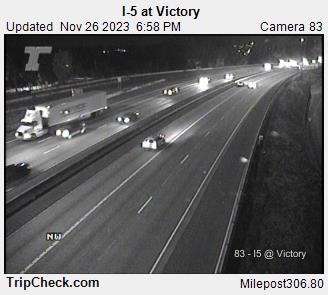 I-5 at Victory
Updated Nov 26 2023 6:58 PM Camera 83
T
NW
83 - I5 @ Victory
TripCheck.com Milepost306.80